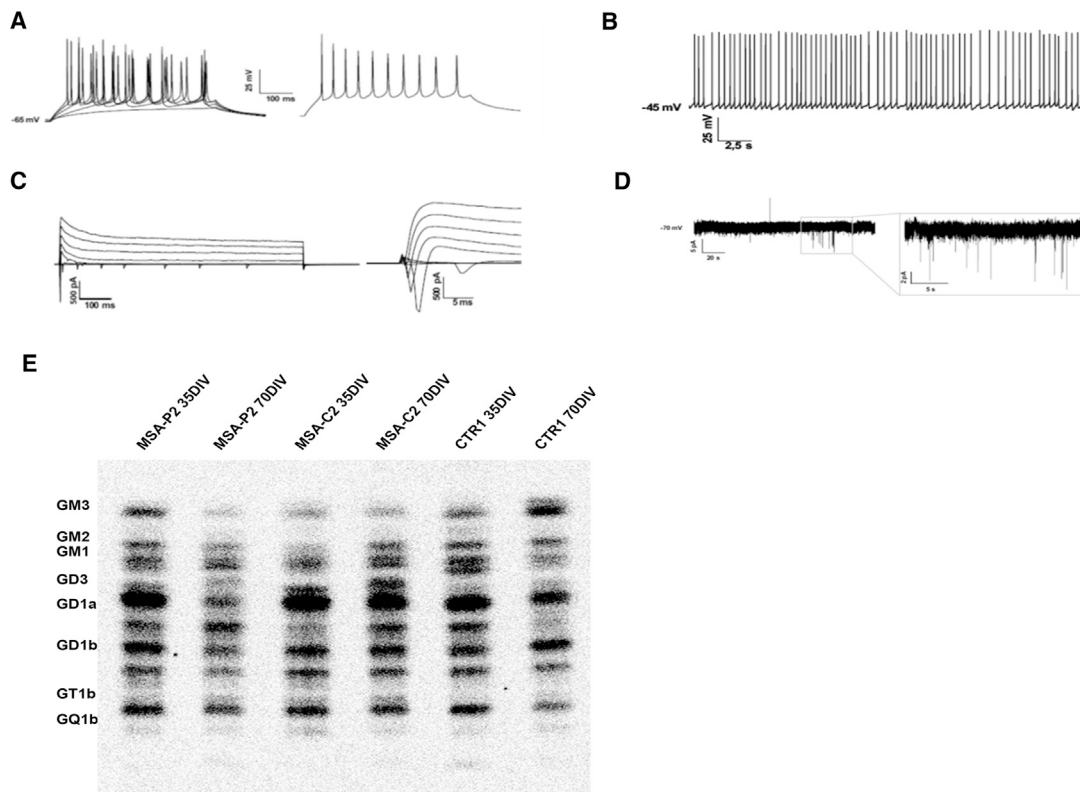 A
25 mV
100 ms
-65 mV
B
-45 mV
25 mV
2,5 s
C
500 pA
100 ms
500 pA
5 ms
D
-70 mV
5 pA
20 s
2 pA
5 s
E
MSA-P2 35DIV
MSA-P2 70DIV
MSA-C2 35DIV
MSA-C2 70DIV
CTR1 35DIV
CTR1 70DIV
GM3
GM2
GM1
GD3
GD1a
GD1b
GT1b
GQ1b